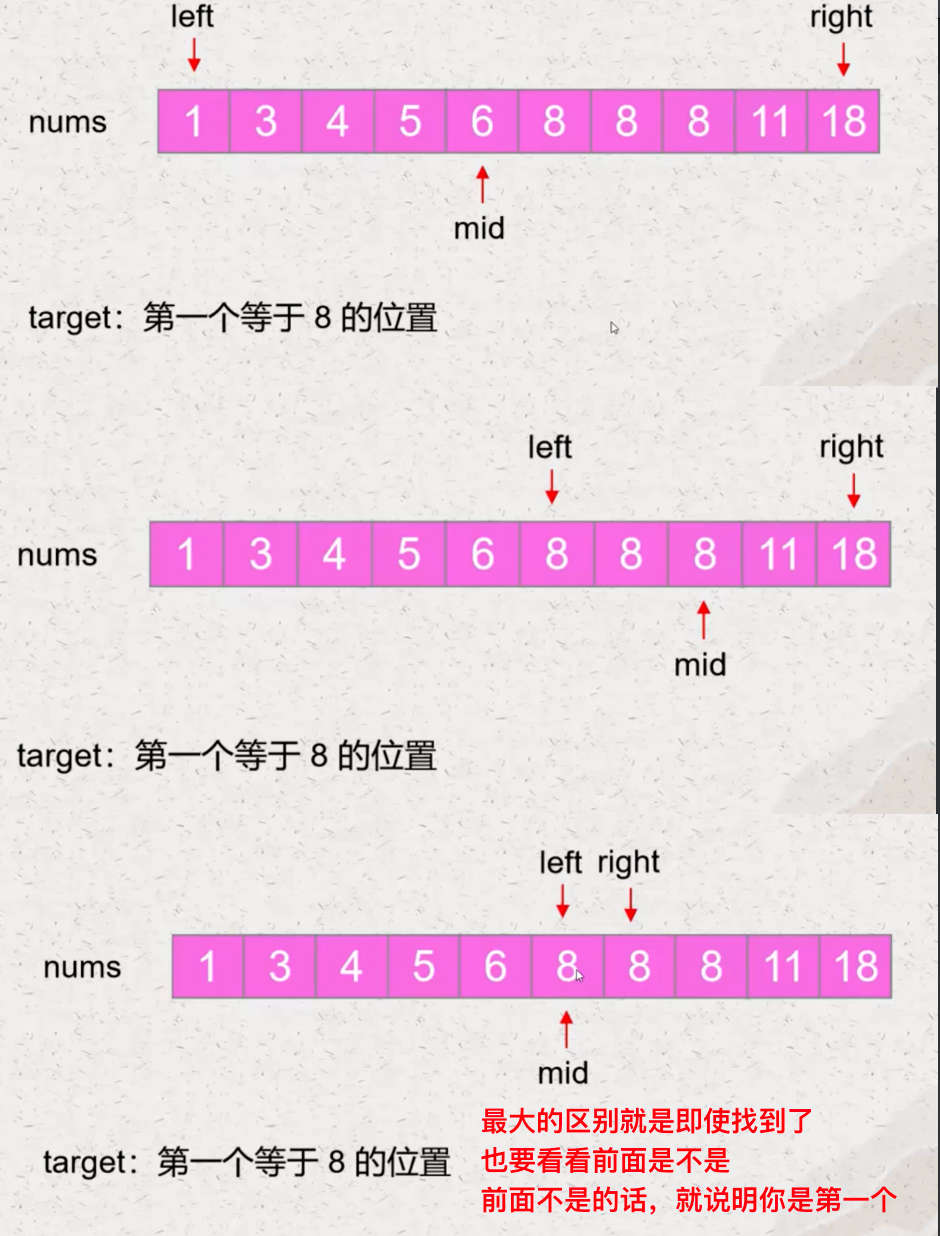 left right
nums 1 3 4 5 6 8 8 8 11 18
mid
target：第一个等于 8 的位置
left right
nums 1 3 4 5 6 8 8 8 11 18
mid
target：第一个等于 8 的位置
left right
nums 1 3 4 5 6 8 8 8 11 18
mid
最大的区别就是即使找到了
也要看看前面是不是
target：第一个等于 8 的位置
前面不是的话，就说明你是第一个